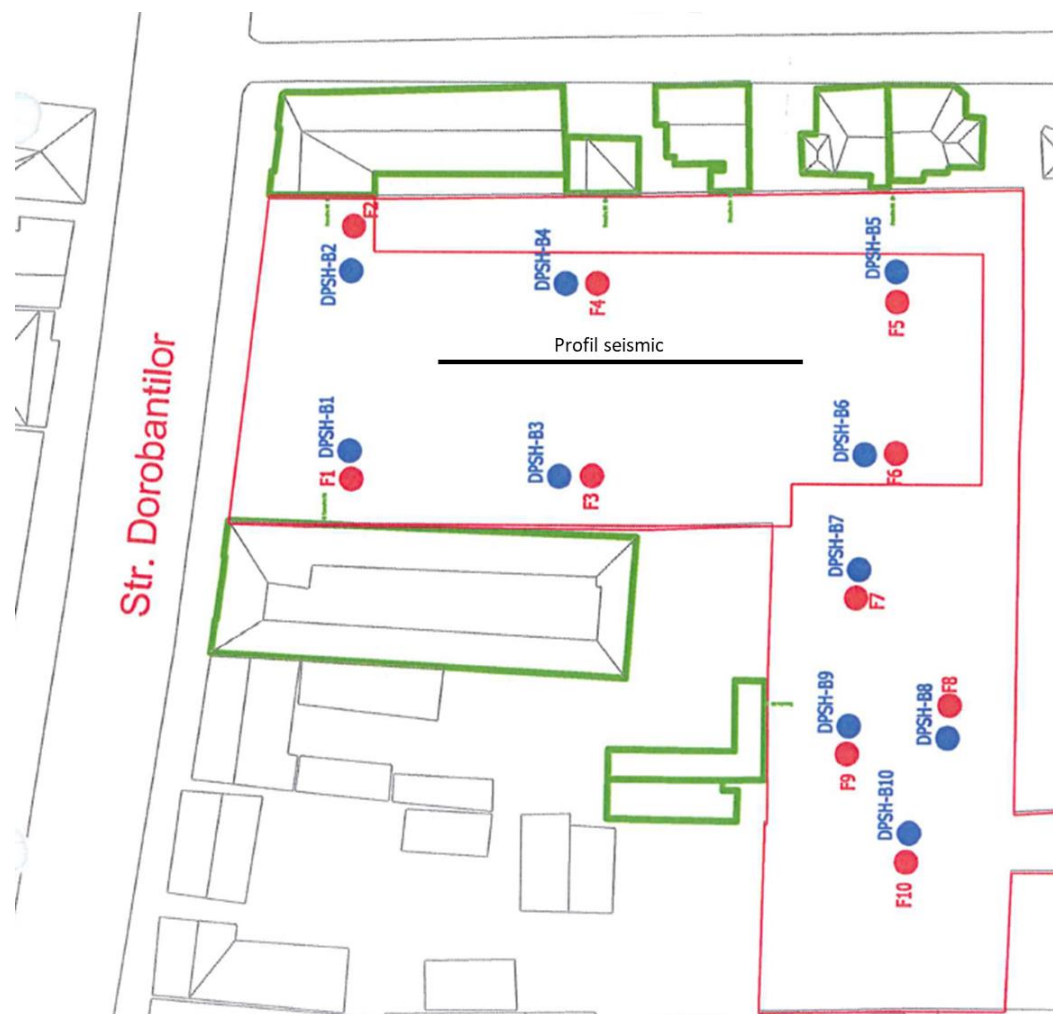 F2
DPSH-B2
DPSH-B4
F4
DPSH-B5
F5
Profil seismic
Str. Dorobantilor
DPSH-B1
F1
DPSH-B3
F3
DPSH-B6
F6
DPSH-B7
F7
DPSH-B9
F9
DPSH-B8
F8
DPSH-B10
F10